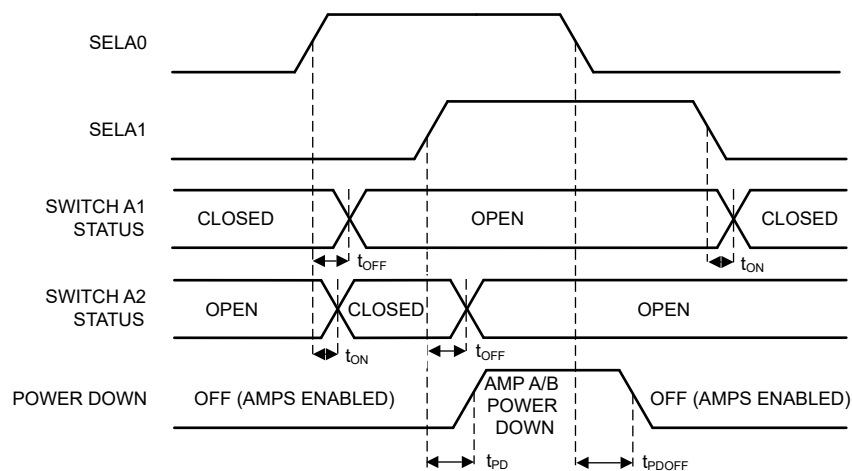 SELA0
SELA1
SWITCH A1
STATUS
CLOSED
OPEN
CLOSED
tOFF
tON
SWITCH A2
STATUS
OPEN
CLOSED
OPEN
tON
tOFF
POWER DOWN
OFF (AMPS ENABLED)
AMP A/B
POWER
DOWN
OFF (AMPS ENABLED)
tPD
tPDOFF